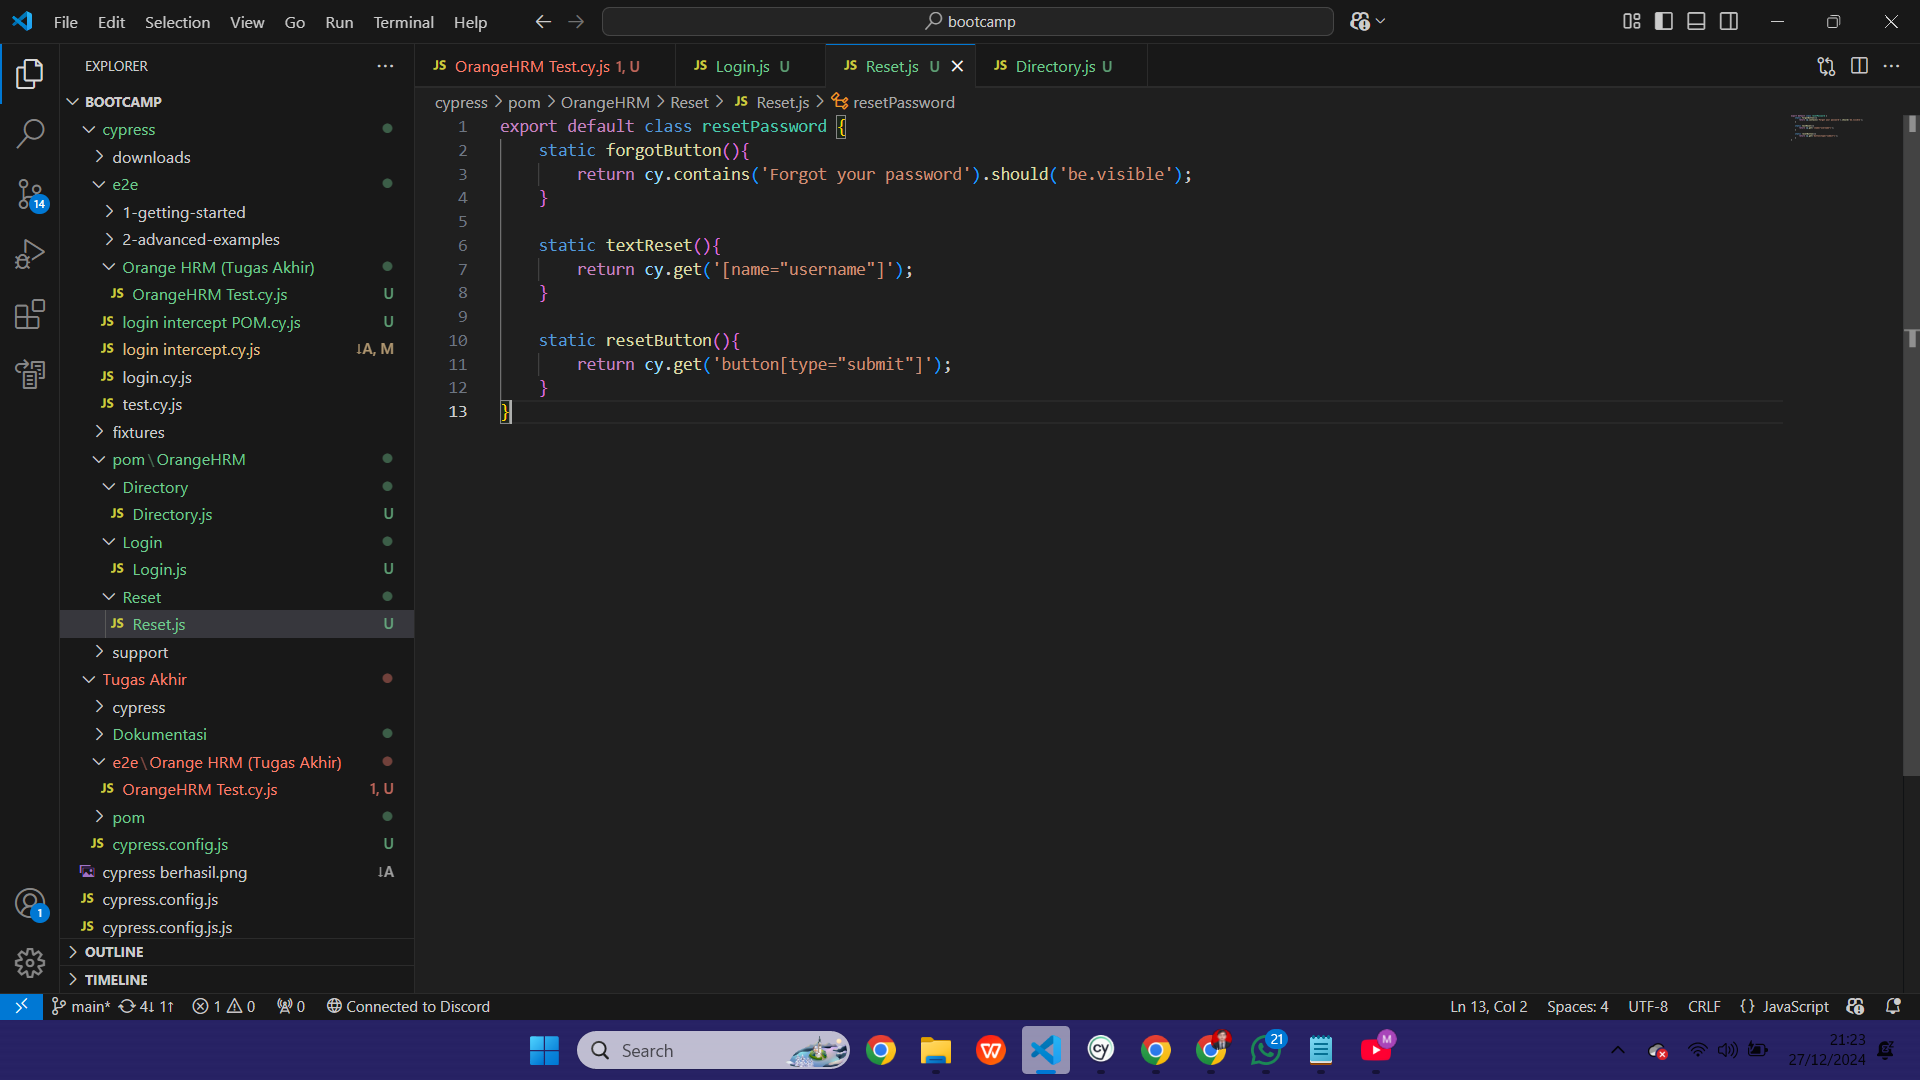 File Edit Selection View Go Run Terminal Help
bootcamp
EXPLORER
OrangeHRM Test.cy.js 1, U
Login.js U
Reset.js U
Directory.js U
cypress > pom > OrangeHRM > Reset > JS Reset.js > resetPassword
BOOTCAMP
cypress
downloads
e2e
1-getting-started
2-advanced-examples
Orange HRM (Tugas Akhir)
JS OrangeHRM Test.cy.js U
JS login intercept POM.cy.js U
JS login intercept.cy.js ↓A, M
JS login.cy.js
JS test.cy.js
fixtures
pom\OrangeHRM
Directory
JS Directory.js U
Login
JS Login.js U
Reset
JS Reset.js U
support
Tugas Akhir
cypress
Dokumentasi
e2e\Orange HRM (Tugas Akhir)
JS OrangeHRM Test.cy.js 1, U
pom
JS cypress.config.js U
cypress berhasil.png ↓A
JS cypress.config.js
JS cypress.config.js.js
OUTLINE
TIMELINE
14
1
1 export default class resetPassword {
2 static forgotButton(){
3 return cy.contains('Forgot your password').should('be.visible');
4 }
5
6 static textReset(){
7 return cy.get('[name="username"]');
8 }
9
10 static resetButton(){
11 return cy.get('button[type="submit"]');
12 }
13 }
main* 4↓ 1↑ 1 0 0 Connected to Discord
Ln 13, Col 2 Spaces: 4 UTF-8 CRLF {} JavaScript
Search
cy
21
M
21:23
27/12/2024